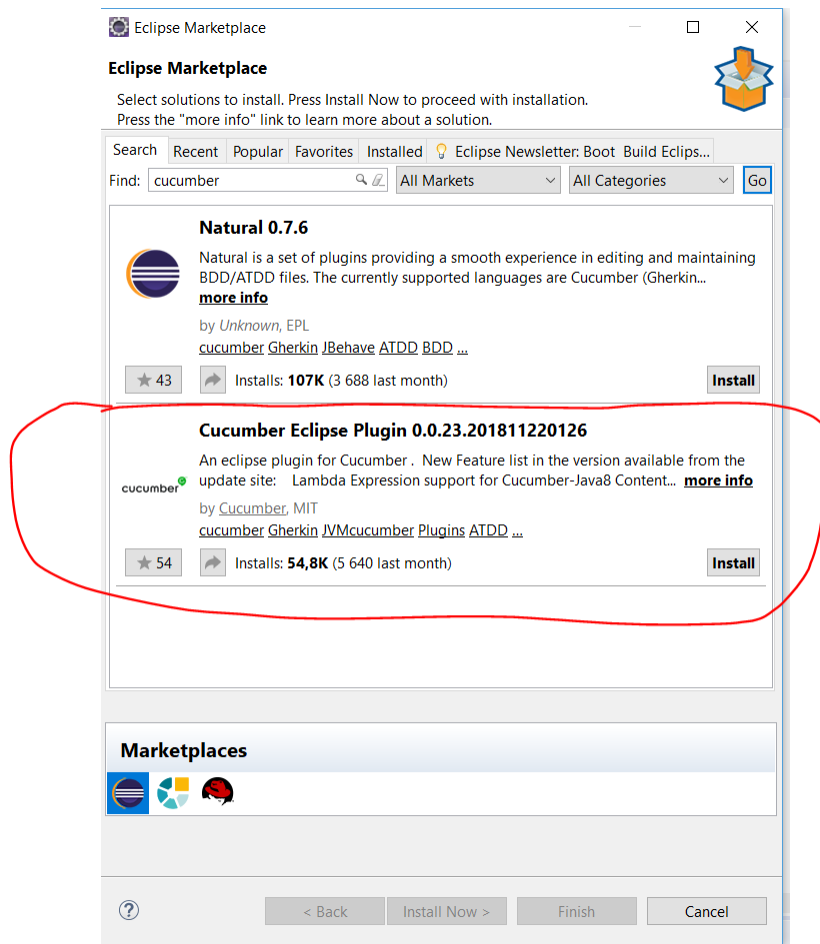 Eclipse Marketplace
Eclipse Marketplace
Select solutions to install. Press Install Now to proceed with installation.
Press the "more info" link to learn more about a solution.
Search Recent Popular Favorites Installed Eclipse Newsletter: Boot Build Eclips...
Find: cucumber All Markets All Categories Go
Natural 0.7.6
Natural is a set of plugins providing a smooth experience in editing and maintaining
BDD/ATDD files. The currently supported languages are Cucumber (Gherkin...
more info
by Unknown, EPL
cucumber Gherkin JBehave ATDD BDD ...
43 Installs: 107K (3 688 last month) Install
Cucumber Eclipse Plugin 0.0.23.201811220126
An eclipse plugin for Cucumber . New Feature list in the version available from the
cucumber update site: Lambda Expression support for Cucumber-Java8 Content... more info
by Cucumber, MIT
cucumber Gherkin JVMcucumber Plugins ATDD ...
54 Installs: 54,8K (5 640 last month) Install
Marketplaces
? < Back Install Now > Finish Cancel